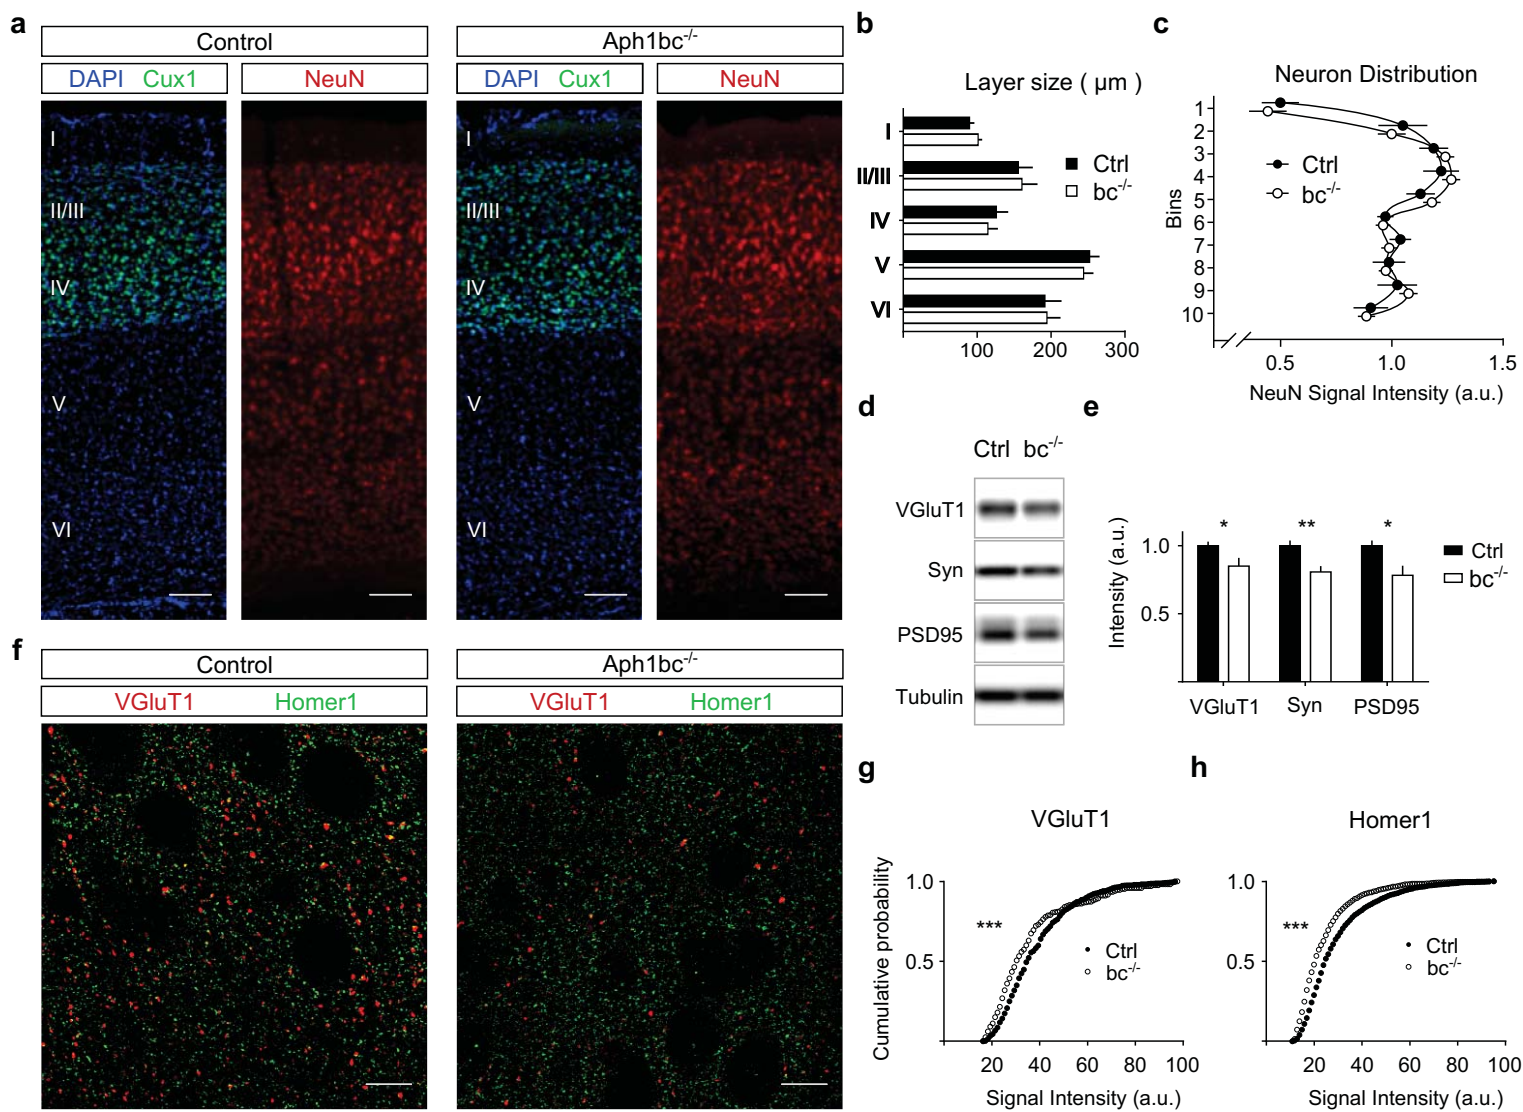 a
Control
DAPI Cux1
NeuN
I
II/III
IV
V
VI
Aph1bc-/-
DAPI Cux1
NeuN
I
II/III
IV
V
VI
b
Layer size ( µm )
I
II/III
IV
V
VI
Ctrl
bc-/-
100 200 300
c
Neuron Distribution
Bins
1
2
3
4
5
6
7
8
9
10
Ctrl
bc-/-
0.5 1.0 1.5
NeuN Signal Intensity (a.u.)
d
Ctrl bc-/-
VGluT1
Syn
PSD95
Tubulin
e
Intensity (a.u.)
1.0
0.5
* ** *
Ctrl
bc-/-
VGluT1 Syn PSD95
f
Control
VGluT1 Homer1
Aph1bc-/-
VGluT1 Homer1
g
VGluT1
Cumulative probability
1.0
0.5
***
Ctrl
bc-/-
20 40 60 80 100
Signal Intensity (a.u.)
h
Homer1
1.0
0.5
***
Ctrl
bc-/-
20 40 60 80 100
Signal Intensity (a.u.)